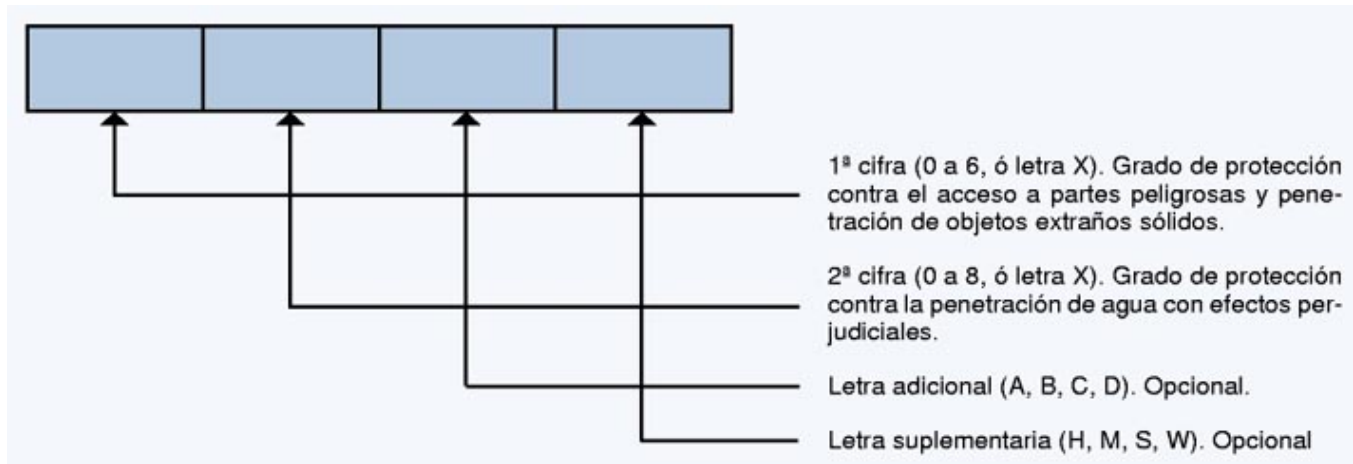 1ª cifra (0 a 6, ó letra X). Grado de protección
contra el acceso a partes peligrosas y pene-
tración de objetos extraños sólidos.
2ª cifra (0 a 8, ó letra X). Grado de protección
contra la penetración de agua con efectos per-
judiciales.
Letra adicional (A, B, C, D). Opcional.
Letra suplementaria (H, M, S, W). Opcional